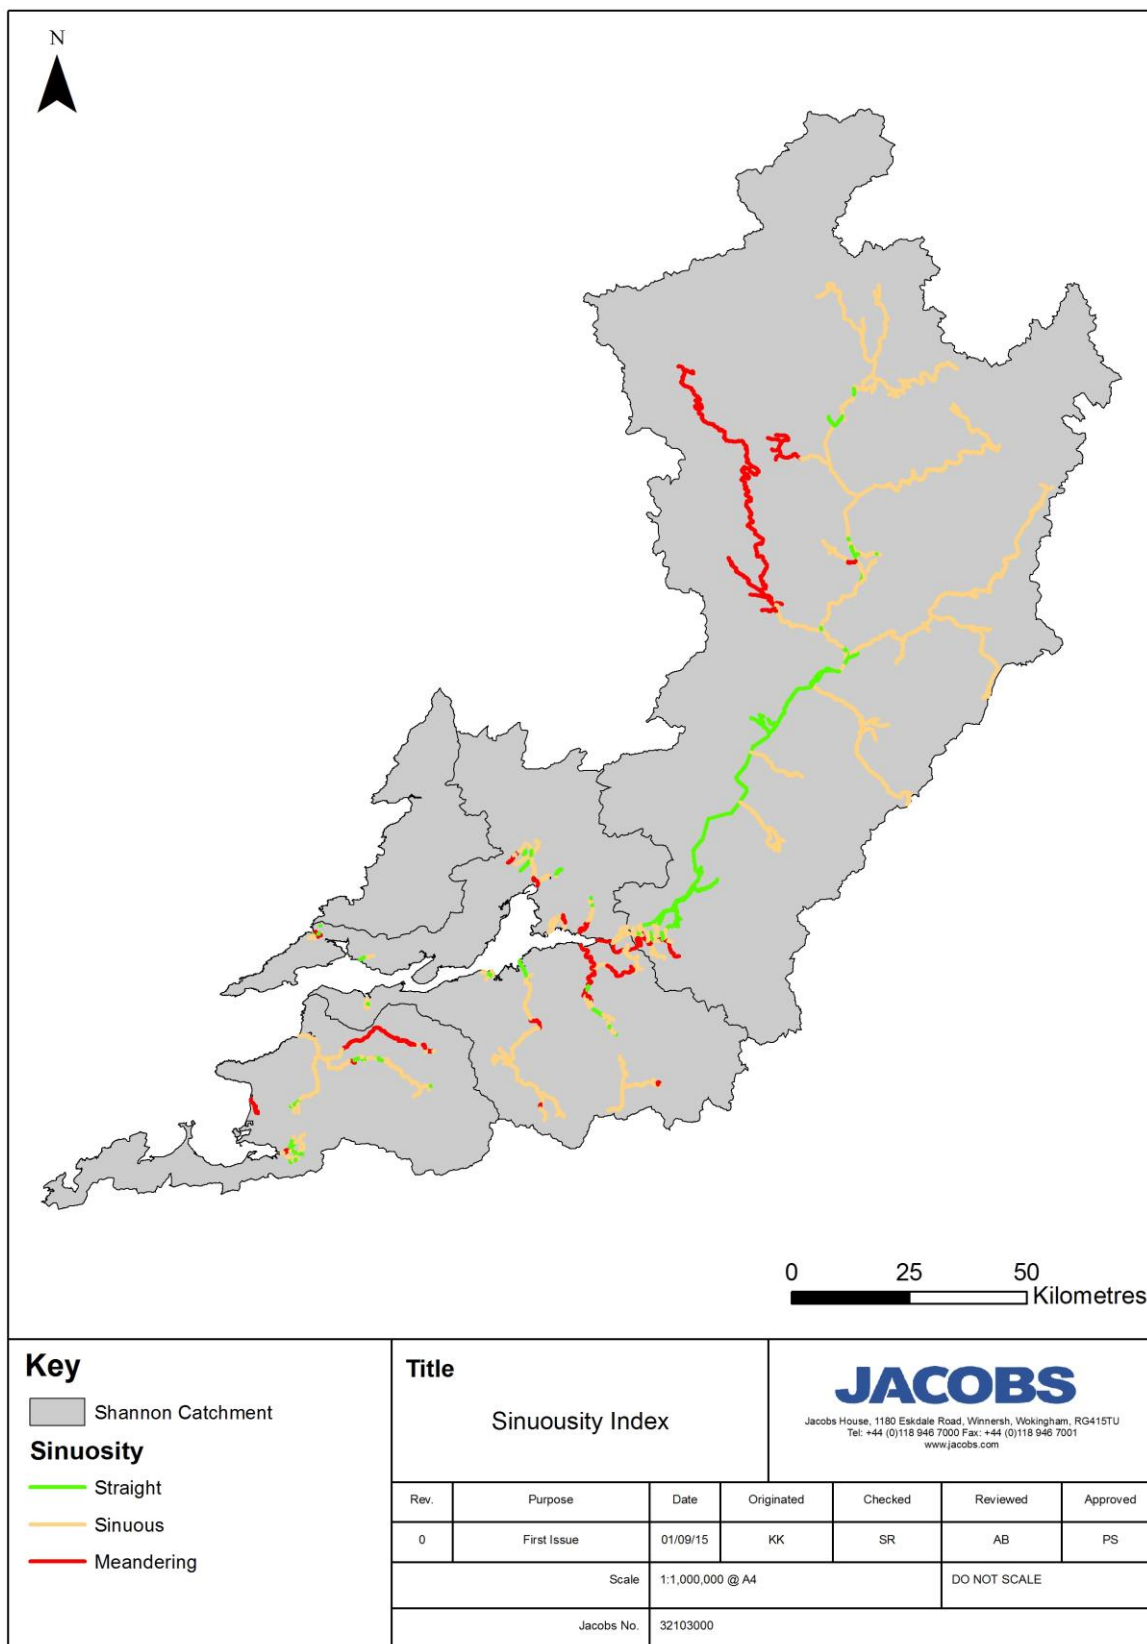 N
0 25 50
Kilometres
Key
Shannon Catchment
Sinuosity
Straight
Sinuous
Meandering
Title
Sinuousity Index
JACOBS
Jacobs House, 1180 Eskdale Road, Winnersh, Wokingham, RG415TU
Tel: +44 (0)118 946 7000 Fax: +44 (0)118 946 7001
www.jacobs.com
Rev. Purpose Date Originated Checked Reviewed Approved
0 First Issue 01/09/15 KK SR AB PS
Scale 1:1,000,000 @ A4 DO NOT SCALE
Jacobs No. 32103000